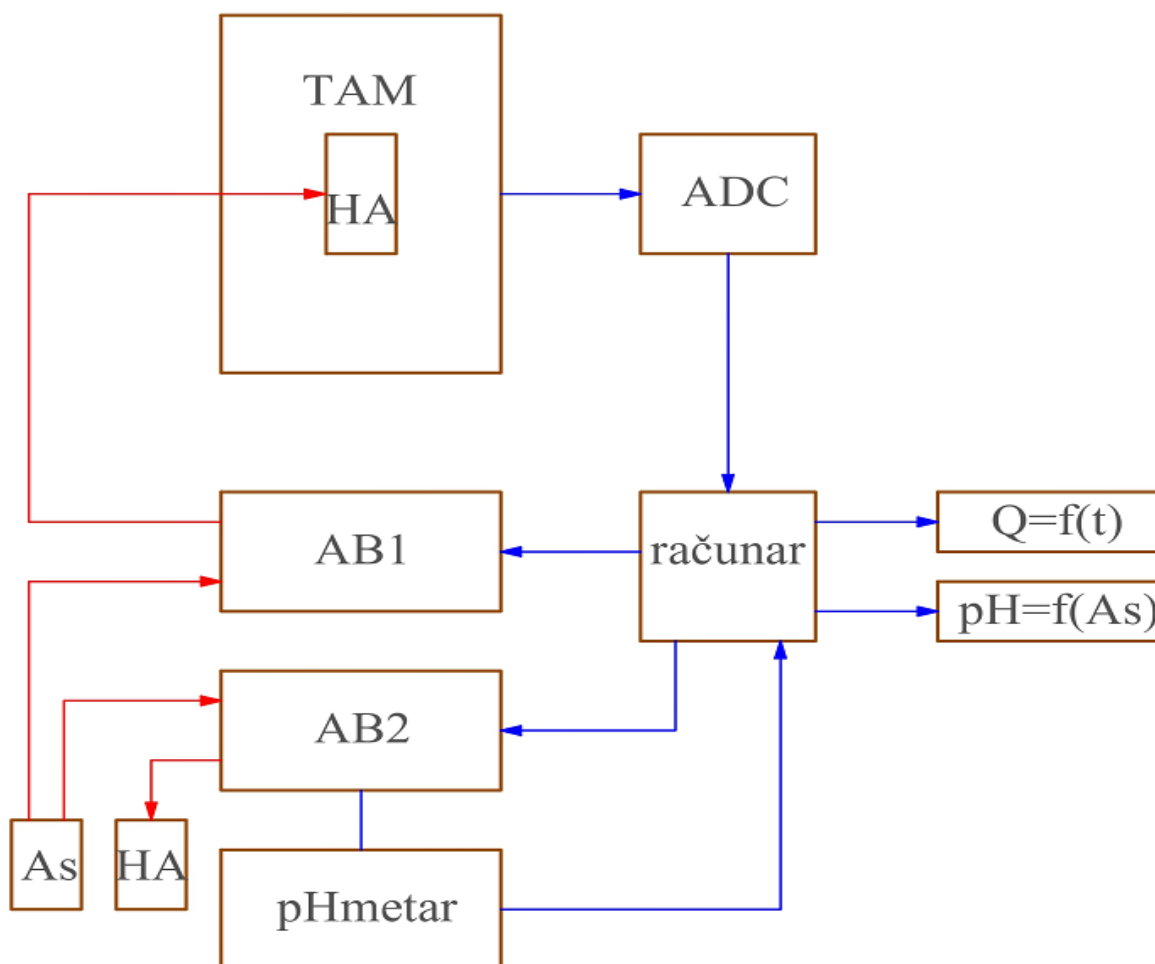 TAM
HA
ADC
AB1
računar
Q=f(t)
pH=f(As)
AB2
As
HA
pHmetar